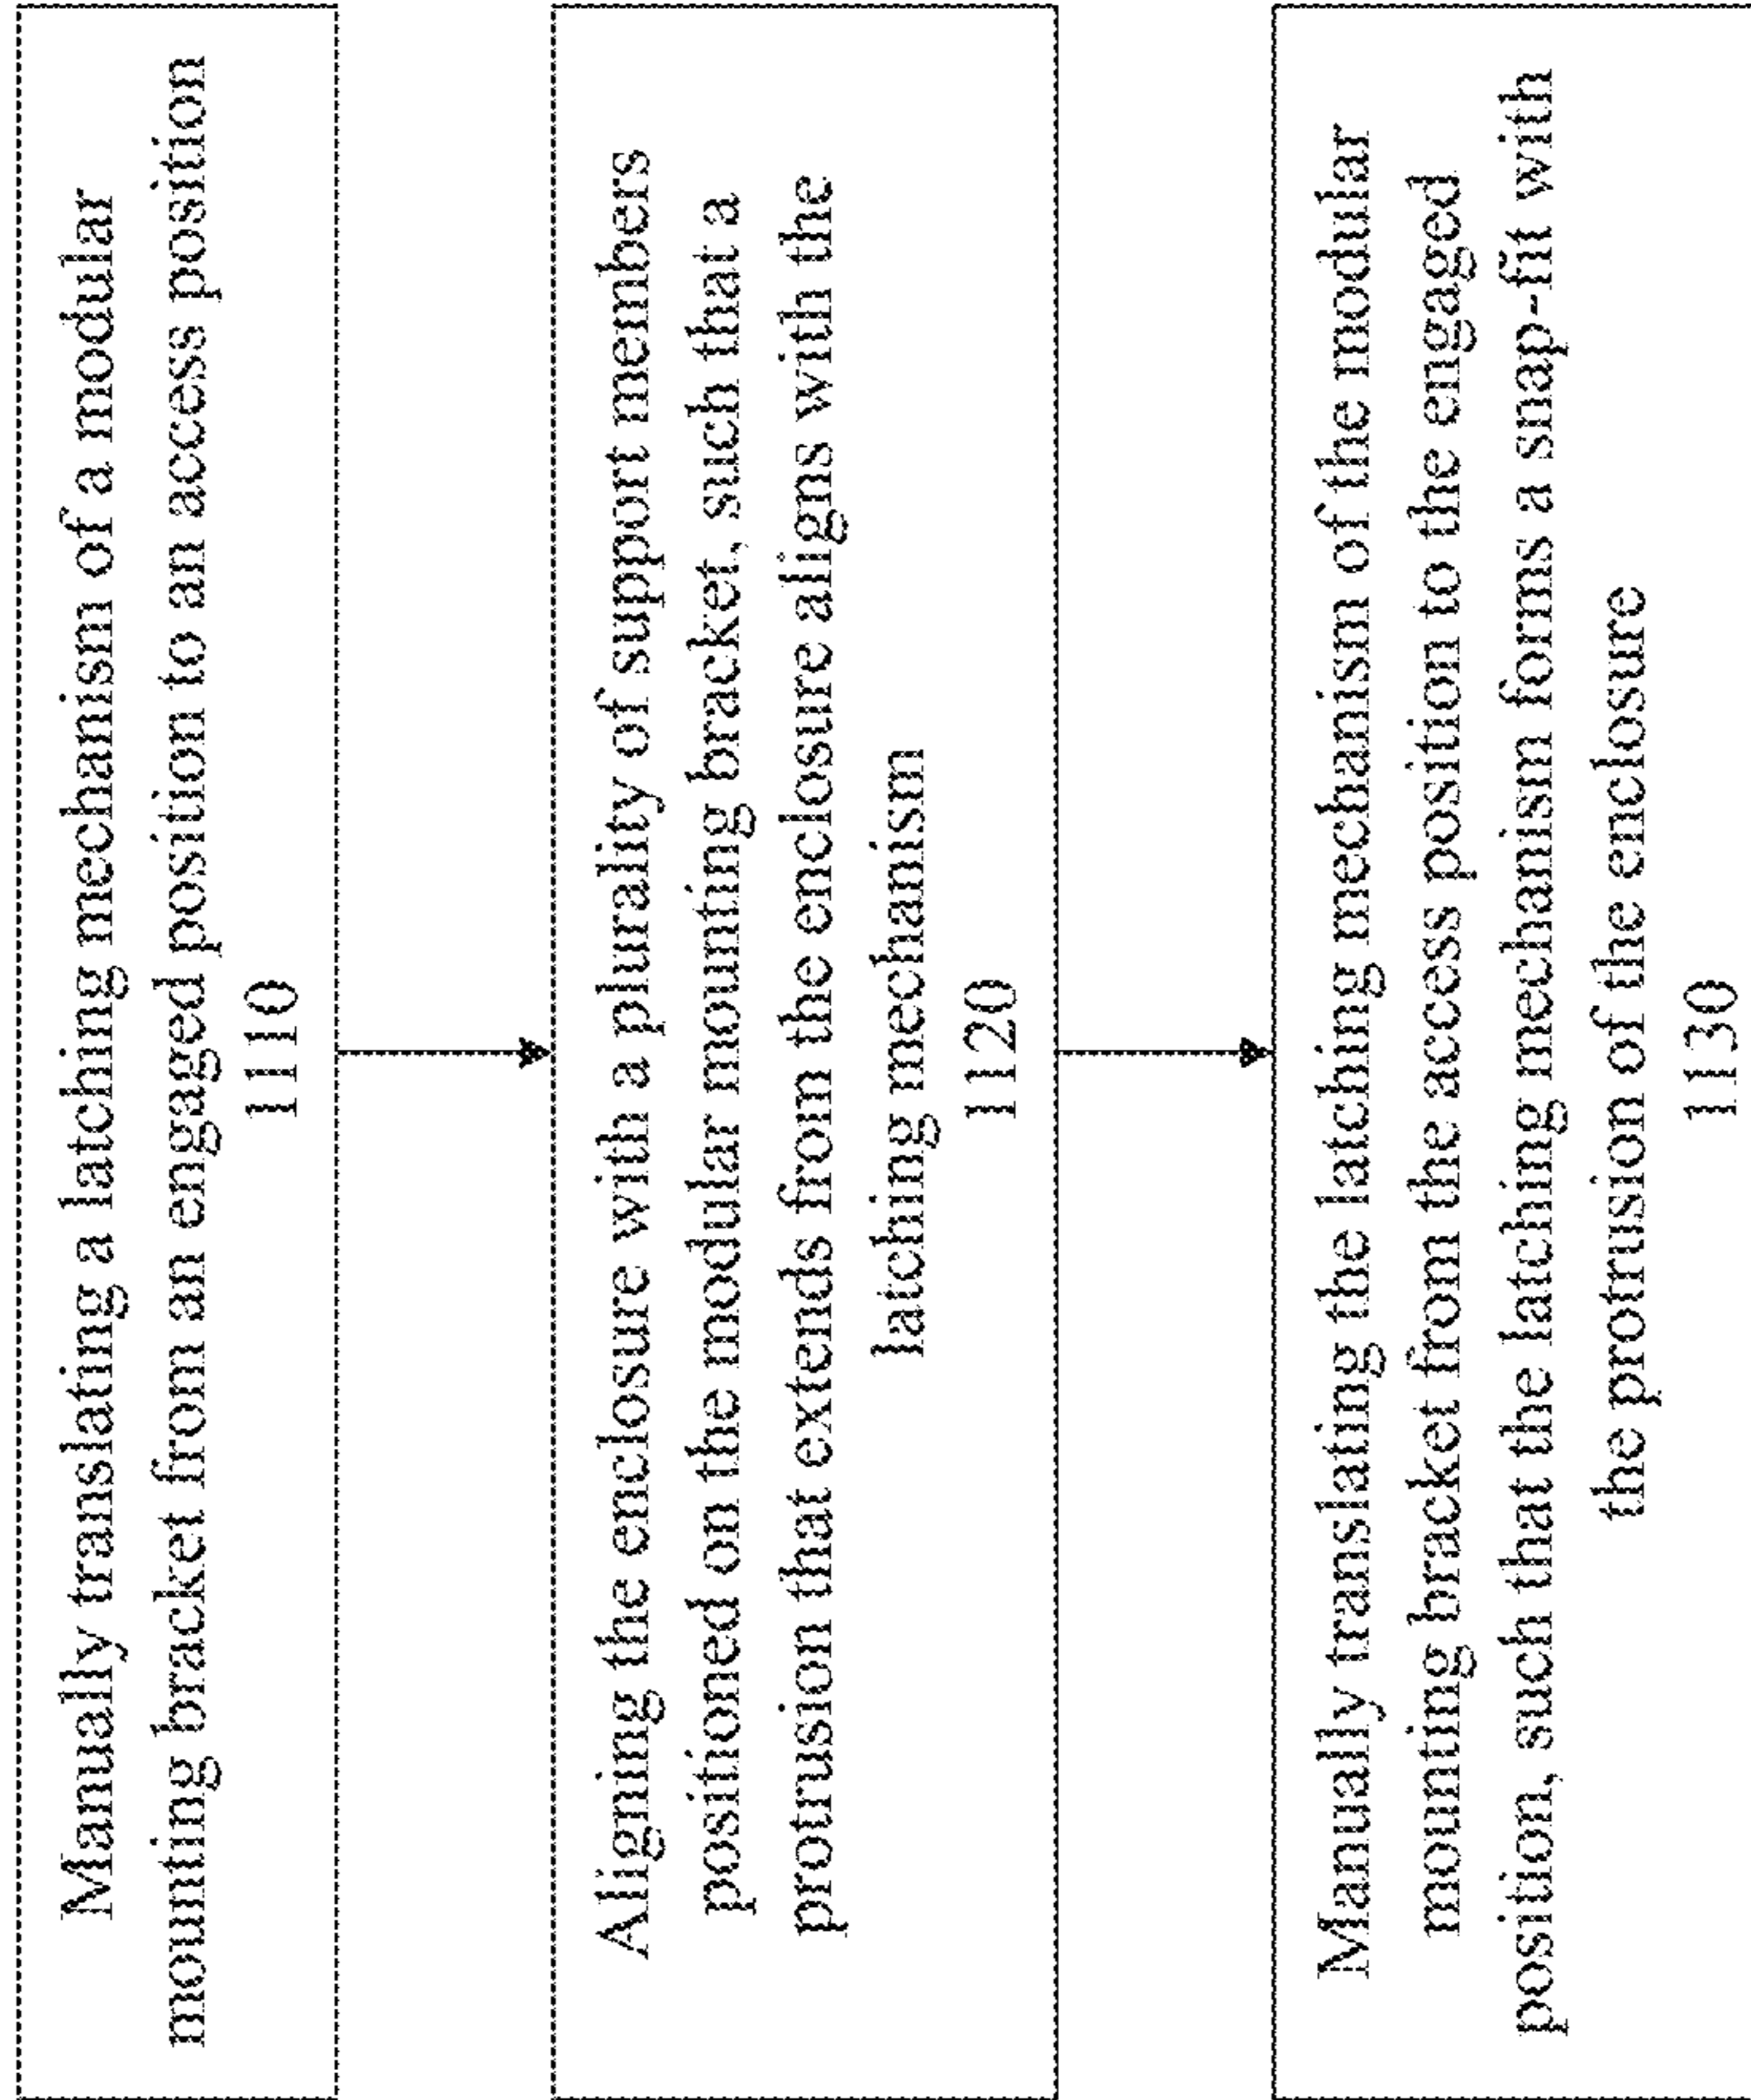 Manually translating a latching mechanism of a modular
mounting bracket from an engaged position to an access position
1110
Aligning the enclosure with a plurality of support members
positioned on the modular mounting bracket, such that a
protrusion that extends from the enclosure aligns with the
latching mechanism
1120
Manually translating the latching mechanism of the modular
mounting bracket from the access position to the engaged
position, such that the latching mechanism forms a snap-fit with
the protrusion of the enclosure
1130